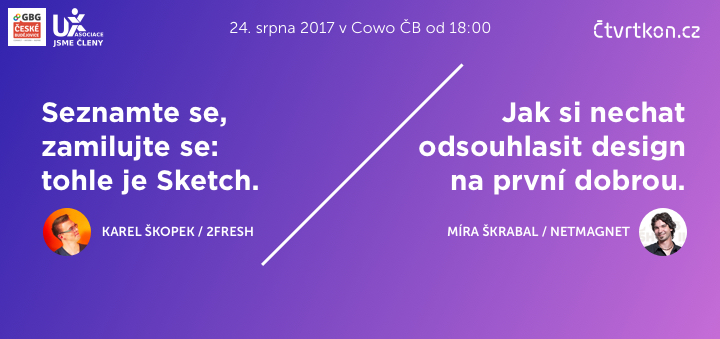 GBG
ČESKÉ
BUDĚJOVICE
UX
ASOCIACE
JSME ČLENY
24. srpna 2017 v Cowo ČB od 18:00
Čtvrtkon.cz
Seznamte se,
zamilujte se:
tohle je Sketch.
KAREL ŠKOPEK / 2FRESH
Jak si nechat
odsouhlasit design
na první dobrou.
MÍRA ŠKRABAL / NETMAGNET